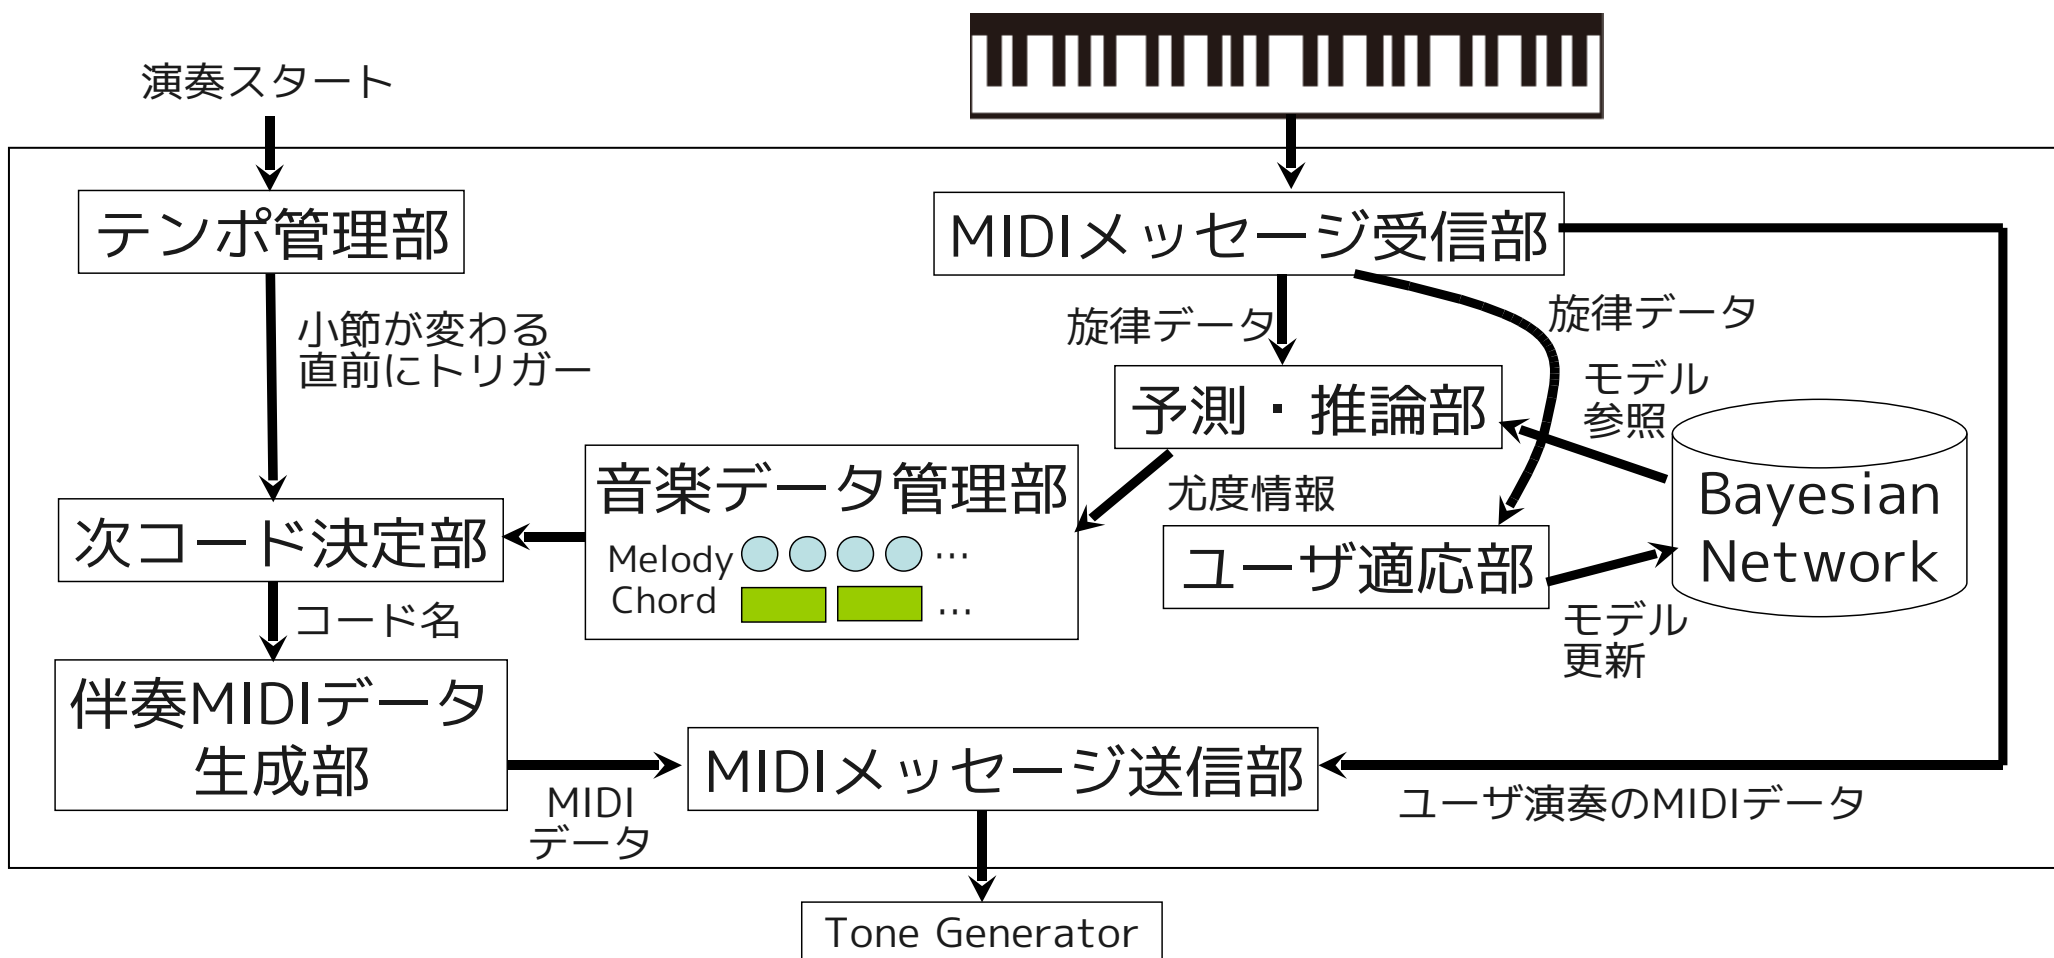 演奏スタート
テンポ管理部
MIDIメッセージ受信部
小節が変わる
直前にトリガー
旋律データ
旋律データ
予測・推論部
モデル
参照
音楽データ管理部
Melody ...
Chord ...
尤度情報
Bayesian
Network
次コード決定部
ユーザ適応部
コード名
モデル
更新
伴奏MIDIデータ
生成部
MIDI
データ
MIDIメッセージ送信部
ユーザ演奏のMIDIデータ
Tone Generator